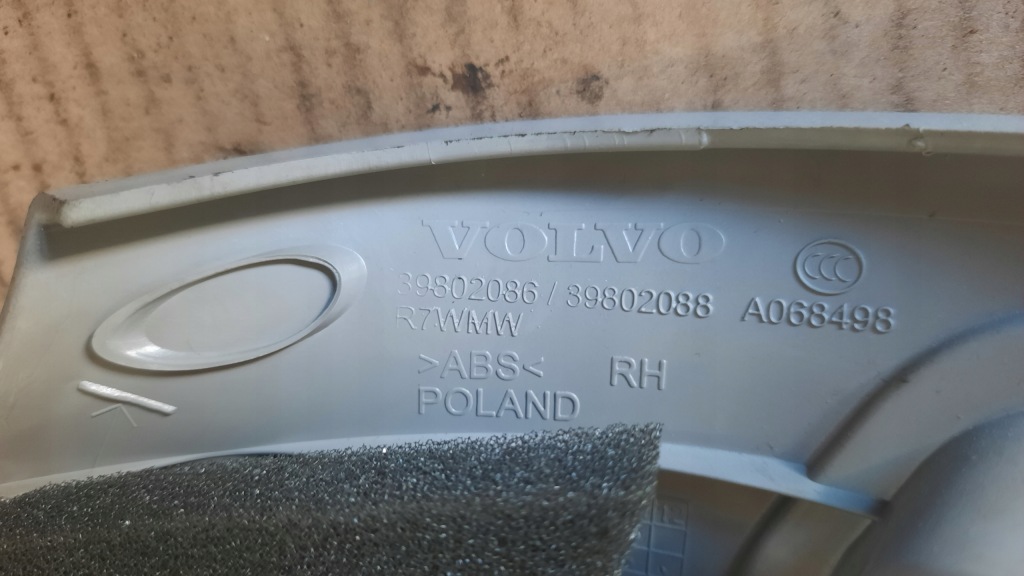 VOLVO
39802086 / 39802088
R7WMW
CCC
A068498
>ABS<
RH
POLAND